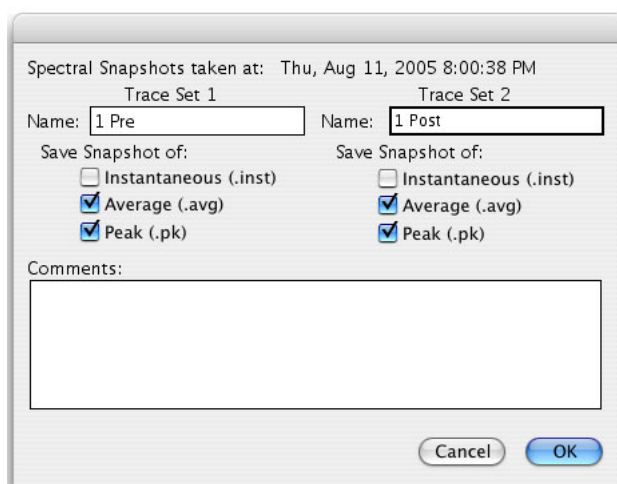 Spectral Snapshots taken at: Thu, Aug 11, 2005 8:00:38 PM
Trace Set 1 Trace Set 2
Name: 1 Pre Name: 1 Post
Save Snapshot of: Save Snapshot of:
Instantaneous (.inst) Instantaneous (.inst)
Average (.avg) Average (.avg)
Peak (.pk) Peak (.pk)
Comments:
Cancel OK